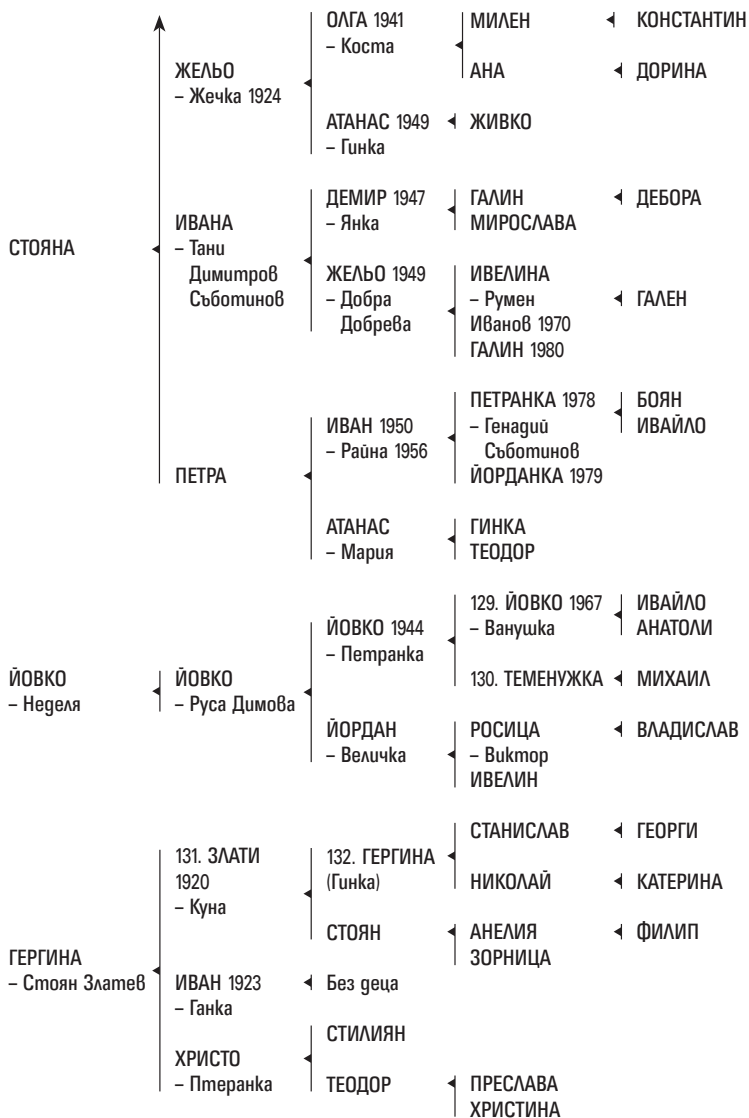 ОЛГА 1941
– Коста
МИЛЕН
КОНСТАНТИН
ЖЕЛЬО
– Жечка 1924
АНА
ДОРИНА
АТАНАС 1949
– Гинка
ЖИВКО
СТОЯНА
ИВАНА
– Тани
Димитров
Съботинов
ДЕМИР 1947
– Янка
ГАЛИН
МИРОСЛАВА
ДЕБОРА
ЖЕЛЬО 1949
– Добра
Добрева
ИВЕЛИНА
– Румен
Иванов 1970
ГАЛИН 1980
ГАЛЕН
ПЕТРА
ИВАН 1950
– Райна 1956
ПЕТРАНКА 1978
– Генадий
Съботинов
ЙОРДАНКА 1979
БОЯН
ИВАЙЛО
АТАНАС
– Мария
ГИНКА
ТЕОДОР
ЙОВКО
– Неделя
ЙОВКО
– Руса Димова
ЙОВКО 1944
– Петранка
129. ЙОВКО 1967
– Ванушка
ИВАЙЛО
АНАТОЛИ
130. ТЕМЕНУЖКА
МИХАИЛ
ЙОРДАН
– Величка
РОСИЦА
– Виктор
ИВЕЛИН
ВЛАДИСЛАВ
ГЕРГИНА
– Стоян Златев
131. ЗЛАТИ
1920
– Куна
132. ГЕРГИНА
(Гинка)
СТАНИСЛАВ
ГЕОРГИ
НИКОЛАЙ
КАТЕРИНА
СТОЯН
АНЕЛИЯ
ЗОРНИЦА
ФИЛИП
ИВАН 1923
– Ганка
Без деца
ХРИСТО
– Птеранка
СТИЛИЯН
ТЕОДОР
ПРЕСЛАВА
ХРИСТИНА